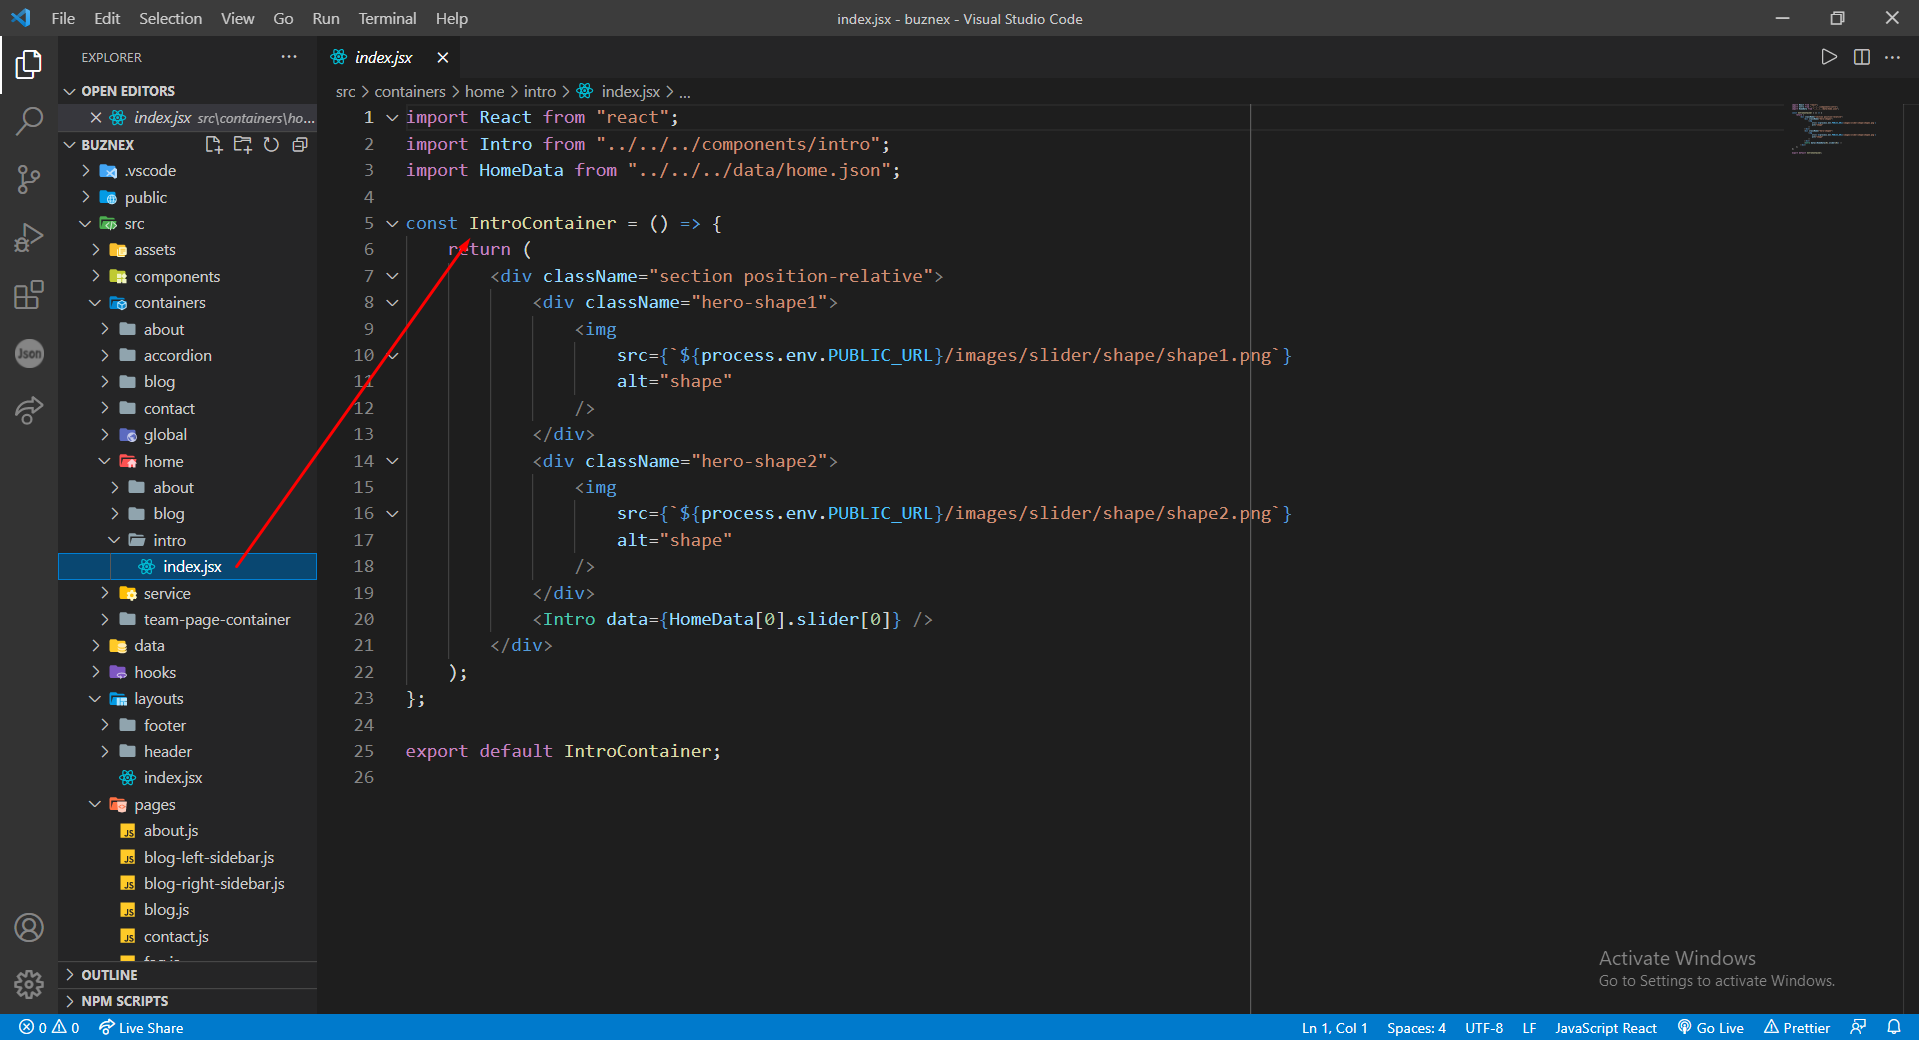 File Edit Selection View Go Run Terminal Help
index.jsx - buznex - Visual Studio Code
EXPLORER
OPEN EDITORS
index.jsx src\containers\ho...
BUZNEX
.vscode
public
src
assets
components
containers
about
accordion
blog
contact
global
home
about
blog
intro
index.jsx
service
team-page-container
data
hooks
layouts
footer
header
index.jsx
pages
about.js
blog-left-sidebar.js
blog-right-sidebar.js
blog.js
contact.js
OUTLINE
NPM SCRIPTS
Json
index.jsx
src > containers > home > intro > index.jsx > ...
1 import React from "react";
2 import Intro from "../../../components/intro";
3 import HomeData from "../../../data/home.json";
4
5 const IntroContainer = () => {
6 return (
7 <div className="section position-relative">
8 <div className="hero-shape1">
9 <img
10 src={`${process.env.PUBLIC_URL}/images/slider/shape/shape1.png`}
11 alt="shape"
12 />
13 </div>
14 <div className="hero-shape2">
15 <img
16 src={`${process.env.PUBLIC_URL}/images/slider/shape/shape2.png`}
17 alt="shape"
18 />
19 </div>
20 <Intro data={HomeData[0].slider[0]} />
21 </div>
22 );
23 };
24
25 export default IntroContainer;
26
Activate Windows
Go to Settings to activate Windows.
0 0 Live Share
Ln 1, Col 1 Spaces: 4 UTF-8 LF JavaScript React Go Live Prettier